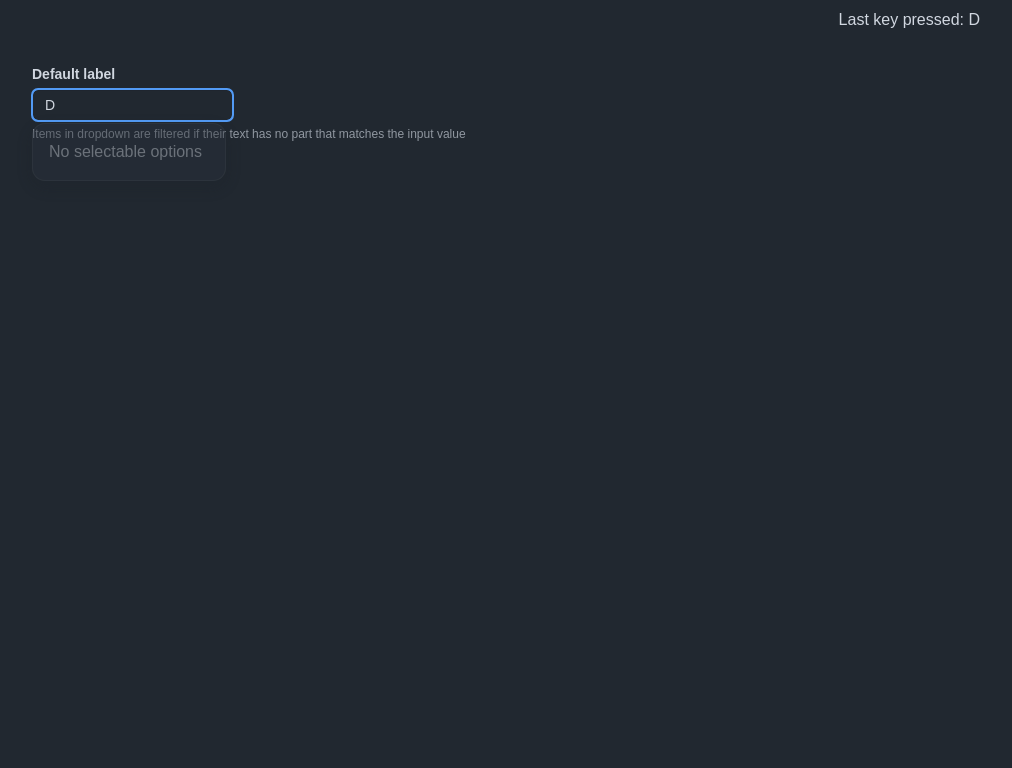 Last key pressed: D
Default label
D
Items in dropdown are filtered if their text has no part that matches the input value
No selectable options